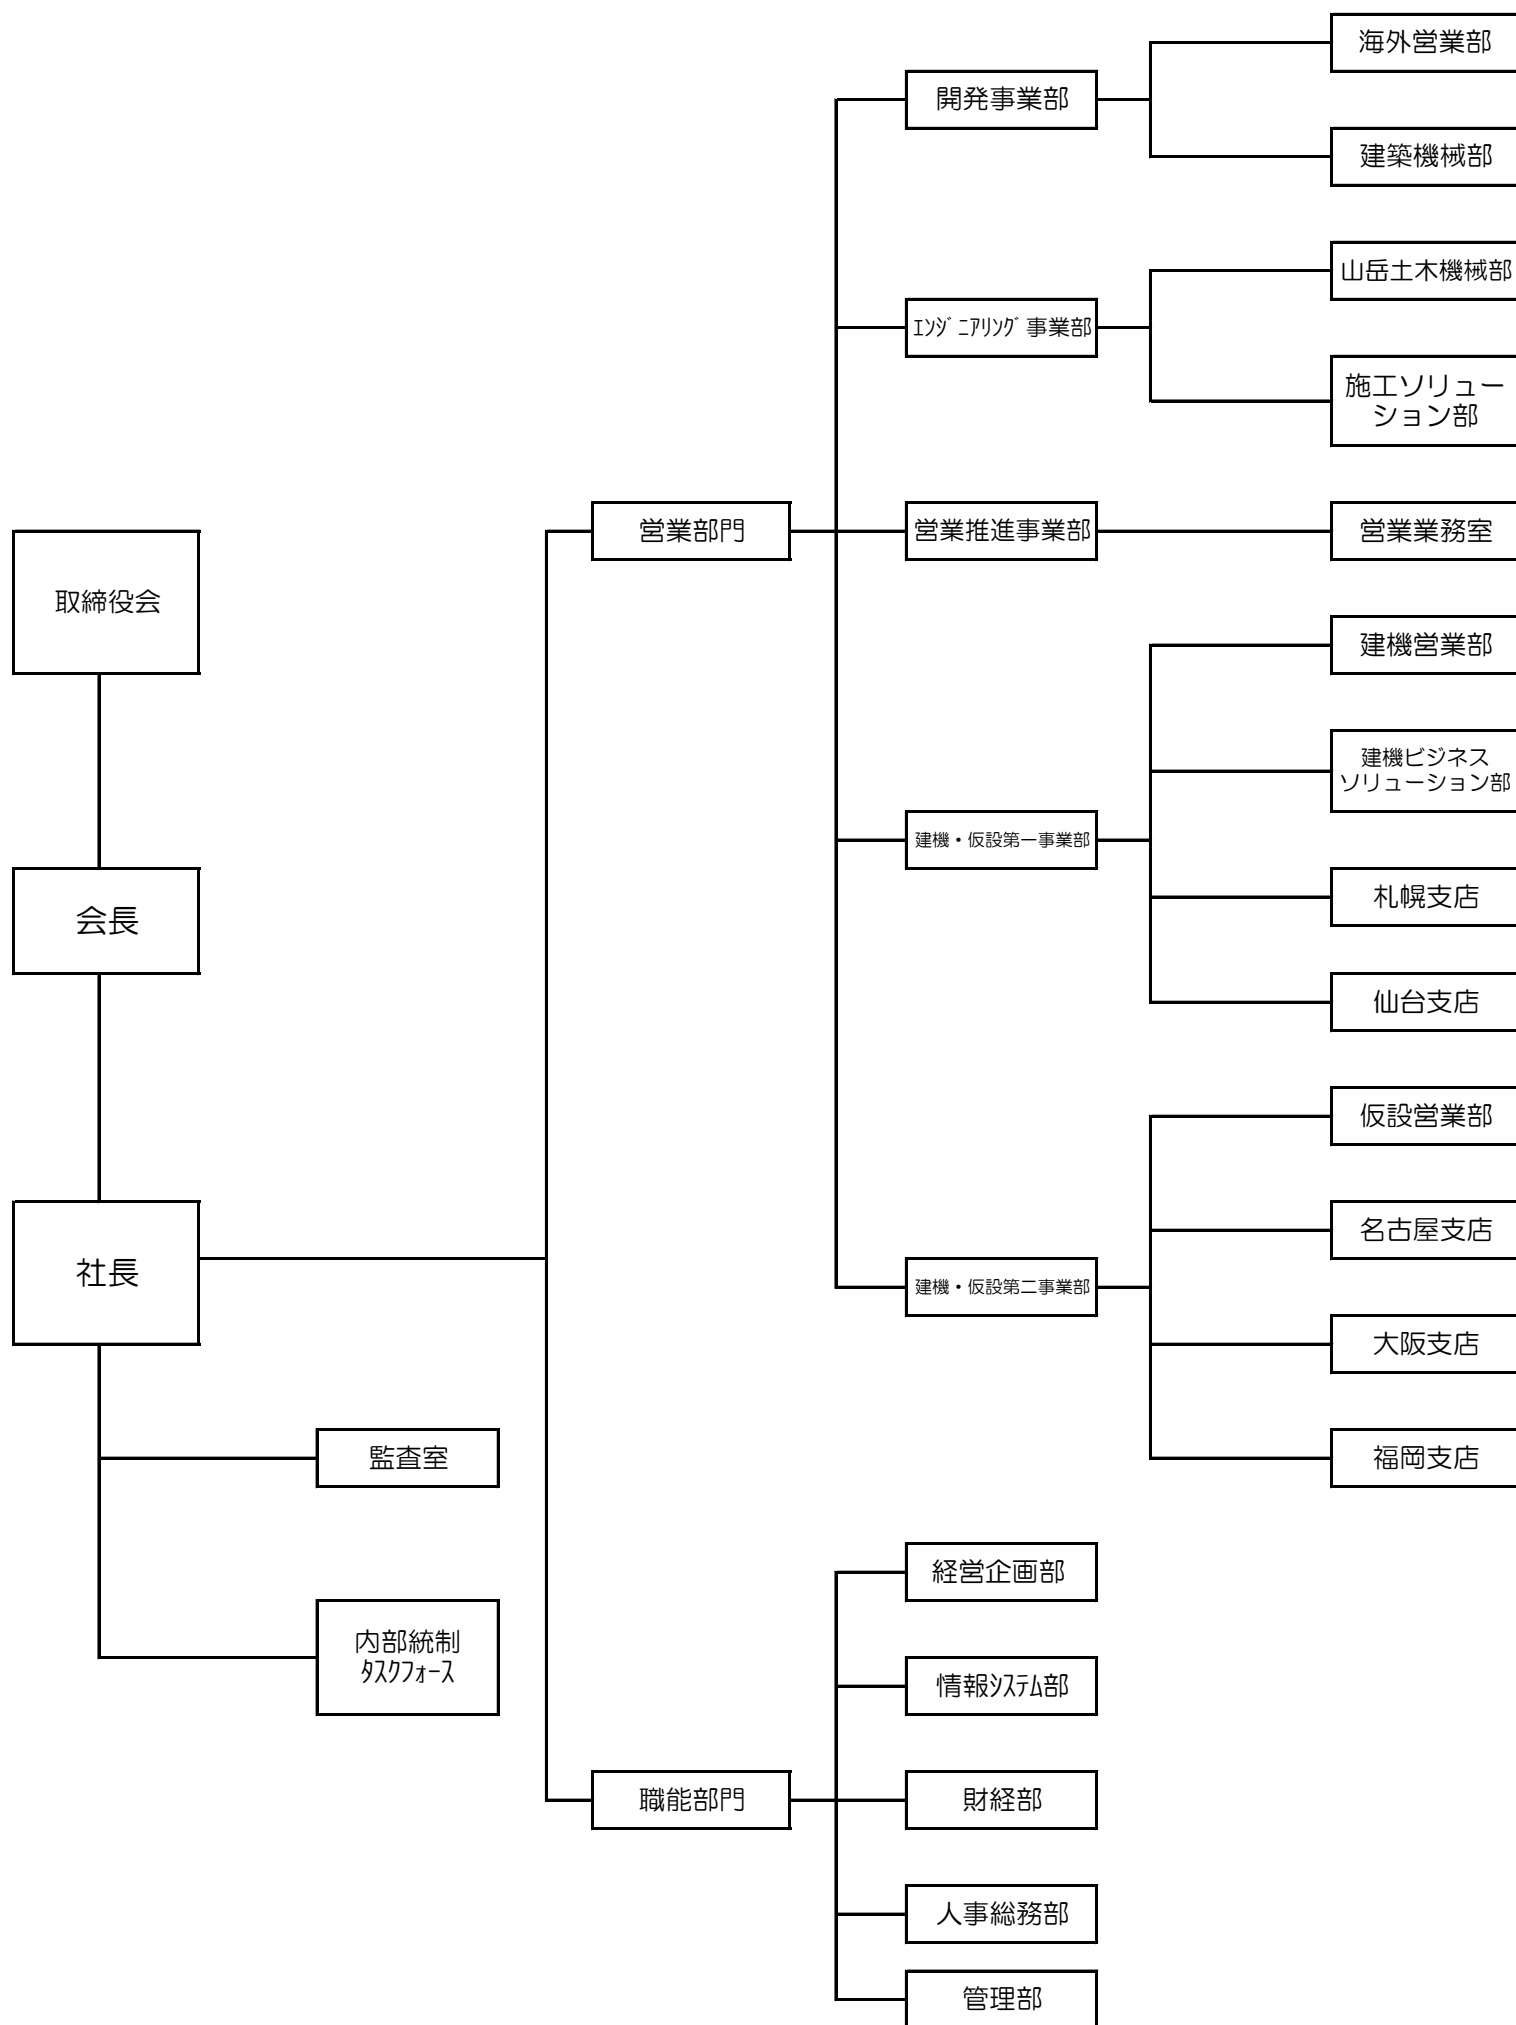 海外営業部
開発事業部
建築機械部
山岳土木機械部
ｴﾝｼﾞﾆｱﾘﾝｸﾞ事業部
施工ソリュー
ション部
営業部門
営業推進事業部
営業業務室
取締役会
建機営業部
建機ビジネス
ソリューション部
建機・仮設第一事業部
札幌支店
会長
仙台支店
仮設営業部
名古屋支店
社長
建機・仮設第二事業部
大阪支店
監査室
福岡支店
経営企画部
内部統制
ﾀｽｸﾌｫｰｽ
情報ｼｽﾃﾑ部
職能部門
財経部
人事総務部
管理部